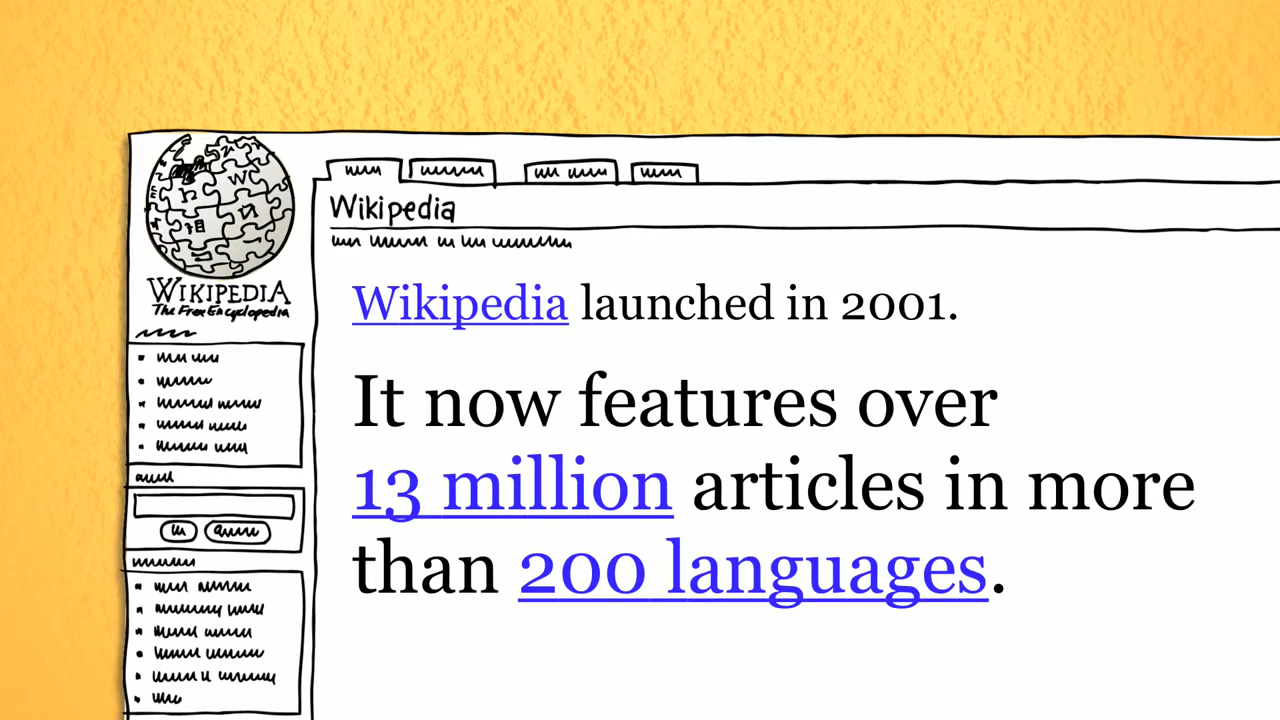 WIKIPEDIA
The Free Encyclopedia
Wikipedia
Wikipedia launched in 2001.
It now features over
13 million articles in more
than 200 languages.